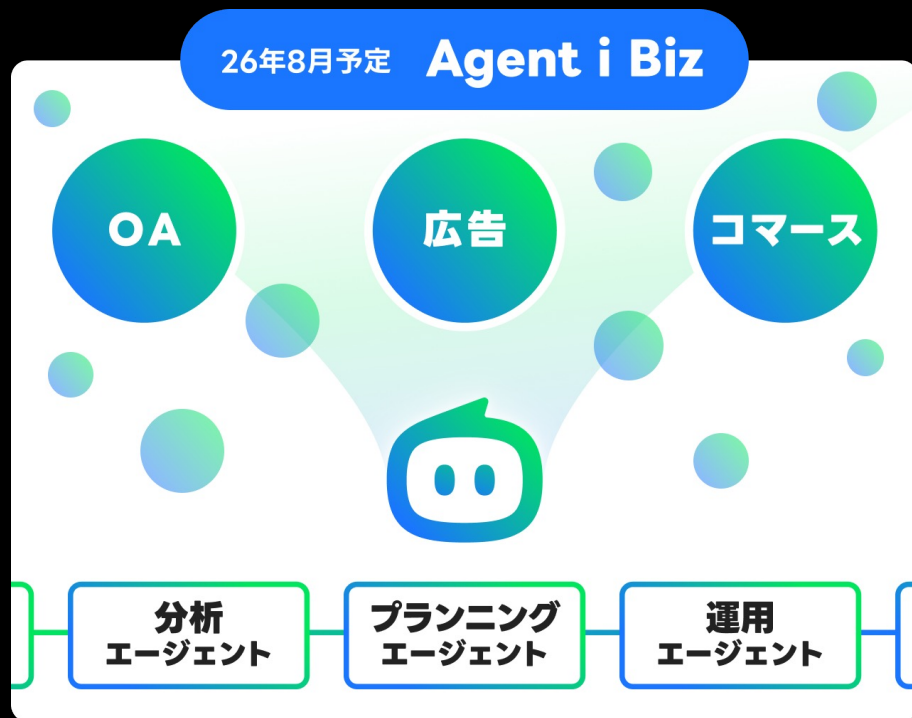 26年8月予定 Agent i Biz
OA
広告
コマース
分析
エージェント
プランニング
エージェント
運用
エージェント